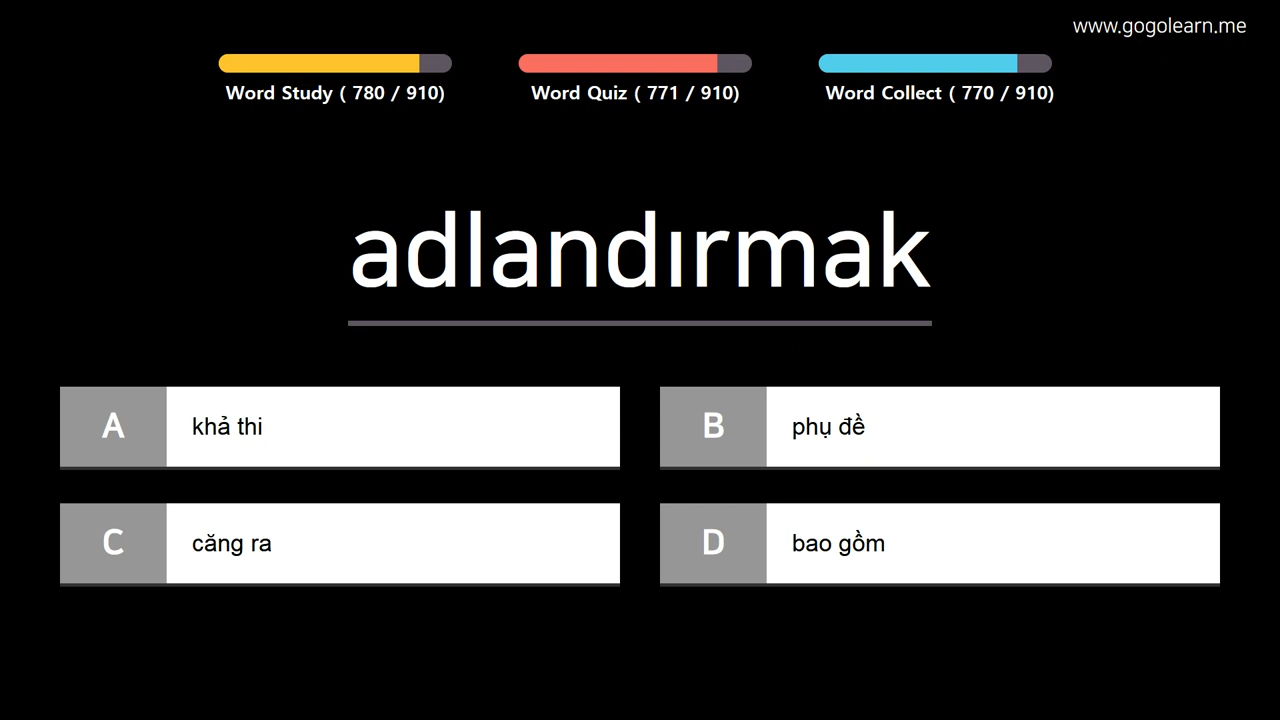 www.gogolearn.me
Word Study ( 780 / 910)
Word Quiz ( 771 / 910)
Word Collect ( 770 / 910)
adlandırmak
A khả thi
B phụ đề
C căng ra
D bao gồm